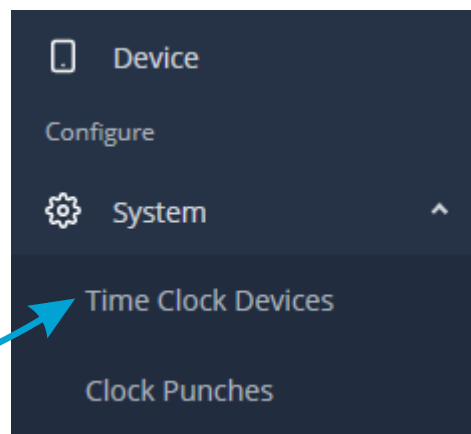 Device
Configure
System
Time Clock Devices
Clock Punches